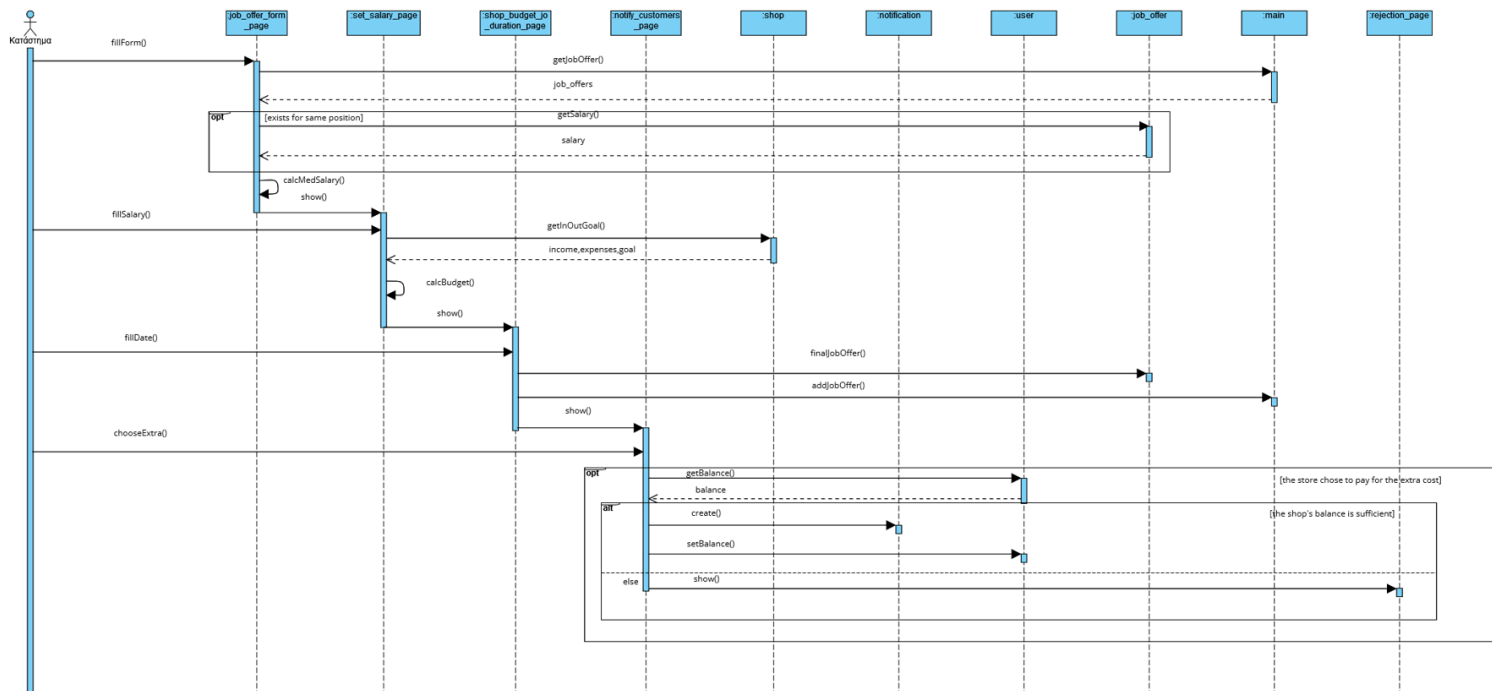 :job_offer_form
_page
:set_salary_page
:shop_budget_jo
_duration_page
:notify_customers
_page
:shop
:notification
:user
:job_offer
:main
:rejection_page
Κατάστημα
fillForm()
getJobOffer()
job_offers
opt
[exists for same position]
getSalary()
salary
calcMedSalary()
show()
fillSalary()
getInOutGoal()
income,expenses,goal
calcBudget()
show()
fillDate()
finalJobOffer()
addJobOffer()
show()
chooseExtra()
opt
getBalance()
[the store chose to pay for the extra cost]
balance
alt
create()
[the shop's balance is sufficient]
setBalance()
else
show()